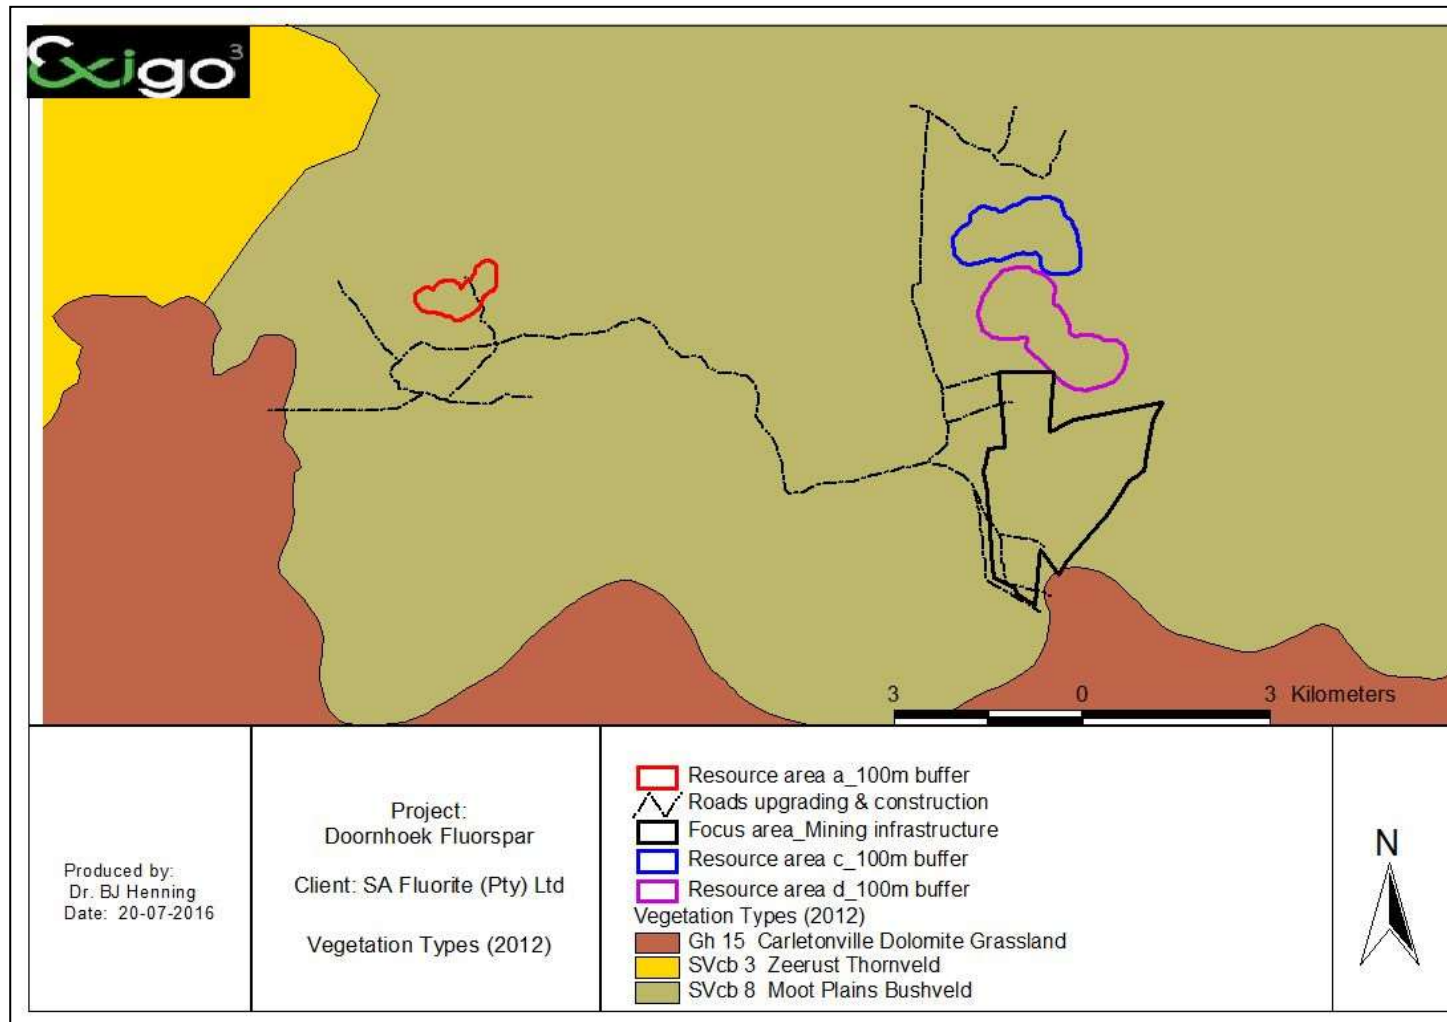 Exigo3
3 0 3 Kilometers
Produced by:
Dr. BJ Henning
Date: 20-07-2016
Project:
Doornhoek Fluorspar
Client: SA Fluorite (Pty) Ltd
Vegetation Types (2012)
Resource area a_100m buffer
Roads upgrading & construction
Focus area_Mining infrastructure
Resource area c_100m buffer
Resource area d_100m buffer
Vegetation Types (2012)
Gh 15 Carletonville Dolomite Grassland
SVcb 3 Zeerust Thornveld
SVcb 8 Moot Plains Bushveld
N